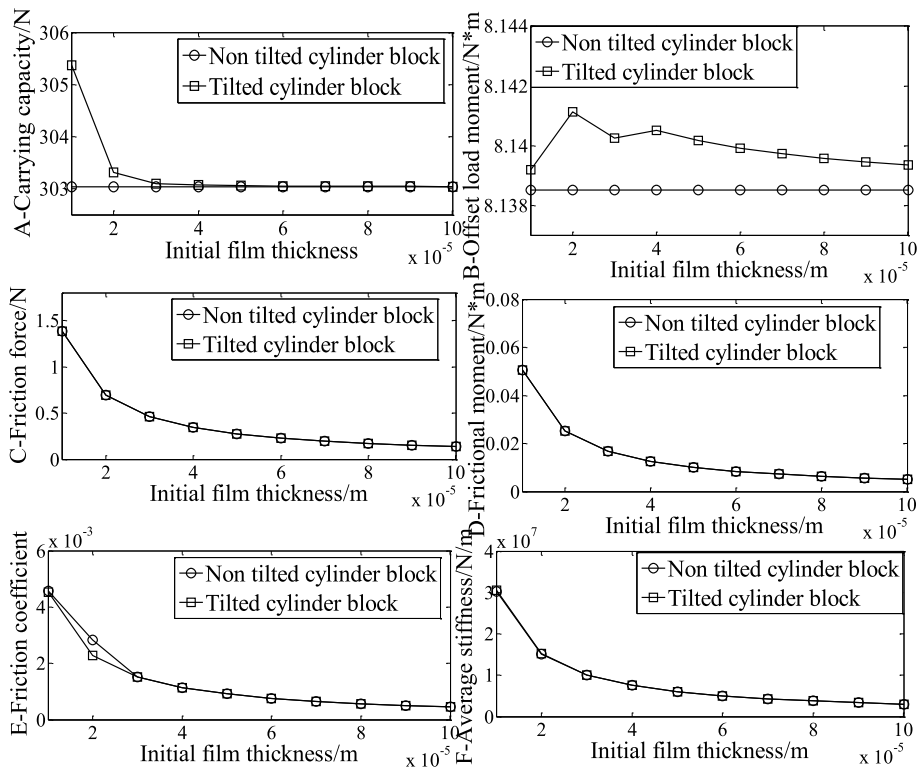 A-Carrying capacity/N
306
305
304
303
2
4
6
8
10
Initial film thickness
x 10⁻⁵
Non tilted cylinder block
Tilted cylinder block
B-Offset load moment/N*m
8.144
8.142
8.14
8.138
2
4
6
8
10
Initial film thickness/m
x 10⁻⁵
Non tilted cylinder block
Tilted cylinder block
C-Friction force/N
1.5
1
0.5
0
2
4
6
8
10
Initial film thickness/m
x 10⁻⁵
Non tilted cylinder block
Tilted cylinder block
D-Frictional moment/N*m
0.08
0.06
0.04
0.02
0
2
4
6
8
10
Initial film thickness/m
x 10⁻⁵
Non tilted cylinder block
Tilted cylinder block
E-Friction coefficient
x 10⁻³
6
4
2
0
2
4
6
8
10
Initial film thickness/m
x 10⁻⁵
Non tilted cylinder block
Tilted cylinder block
F-Average stiffness/N/m
x 10⁷
4
3
2
1
0
2
4
6
8
10
Initial film thickness/m
x 10⁻⁵
Non tilted cylinder block
Tilted cylinder block